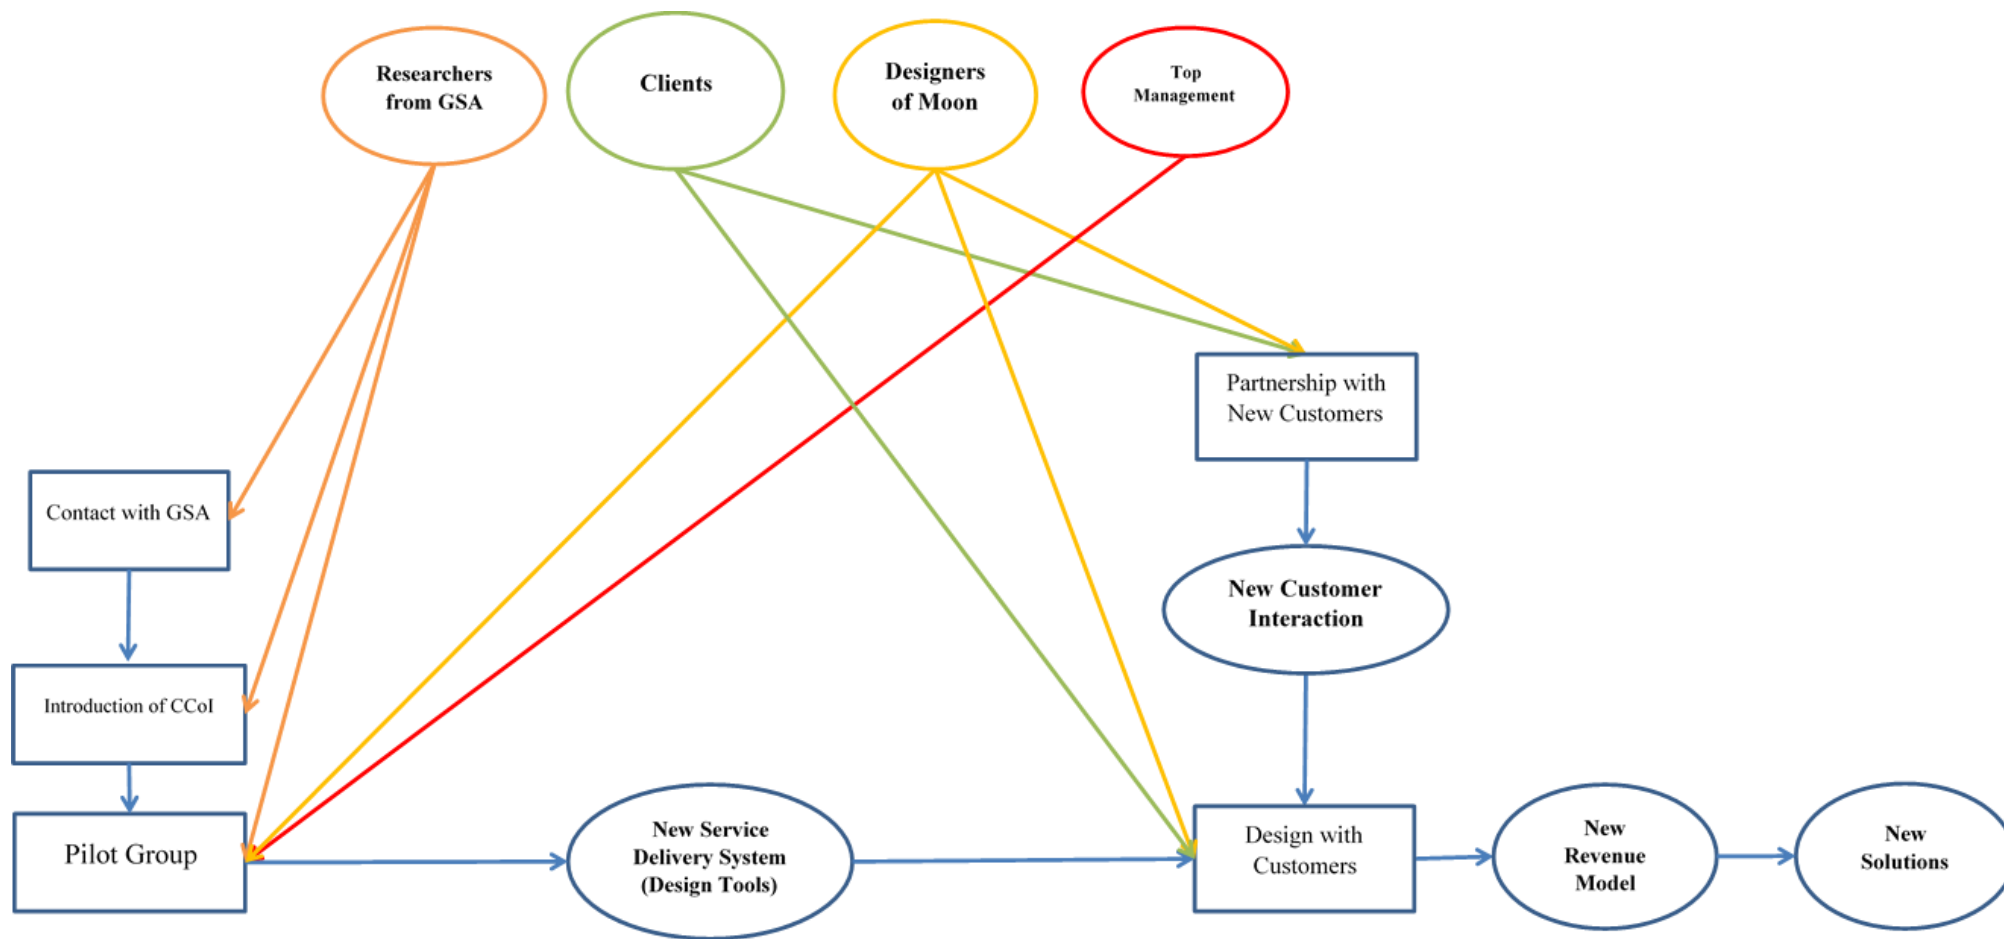 Researchers
from GSA
Clients
Designers
of Moon
Top
Management
Partnership with
New Customers
Contact with GSA
New Customer
Interaction
Introduction of CCoI
Pilot Group
New Service
Delivery System
(Design Tools)
Design with
Customers
New
Revenue
Model
New
Solutions